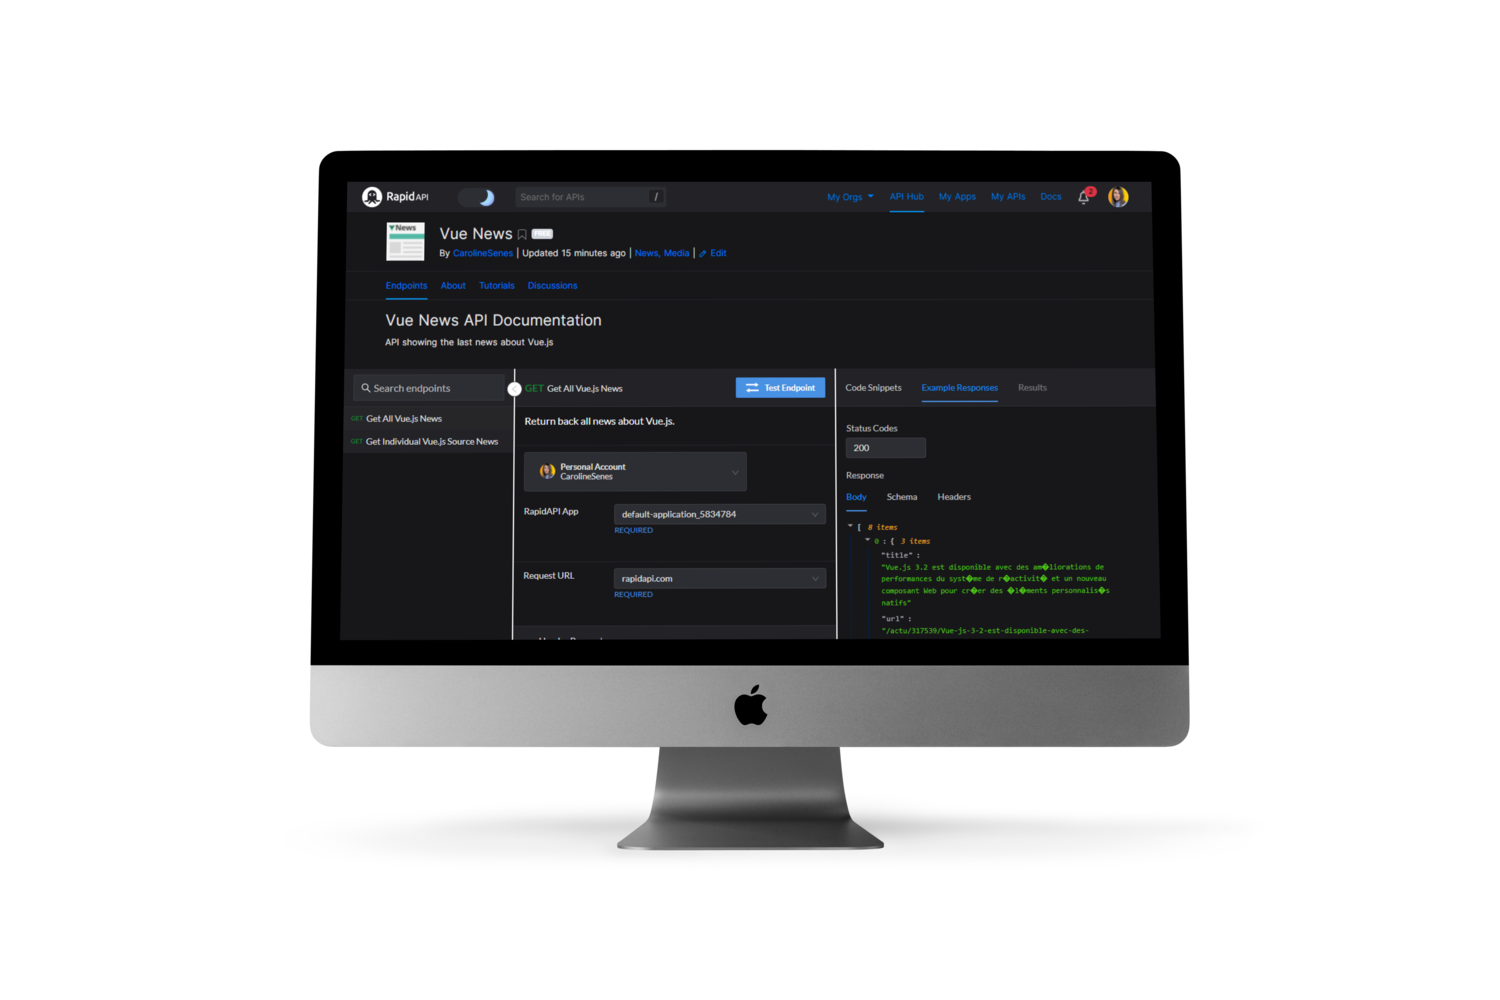 RapidAPI
Search for APIs /
My Orgs API Hub My Apps My APIs Docs 2
News
Vue News FREE
By CarolineSenes | Updated 15 minutes ago | News, Media | Edit
Endpoints About Tutorials Discussions
Vue News API Documentation
API showing the last news about Vue.js
Search endpoints
GET Get All Vue.js News
GET Get Individual Vue.js Source News
GET Get All Vue.js News
Test Endpoint
Return back all news about Vue.js.
Personal Account
CarolineSenes
RapidAPI App
default-application_5834784
REQUIRED
Request URL
rapidapi.com
REQUIRED
Code Snippets Example Responses Results
Status Codes
200
Response
Body Schema Headers
[ 8 items
0 : { 3 items
"title" :
"Vue.js 3.2 est disponible avec des am�liorations de
performances du syst�me de r�activit� et un nouveau
composant Web pour cr�er des �l�ments personnalis�s
natifs"
"url" :
"/actu/317539/Vue-js-3-2-est-disponible-avec-des-